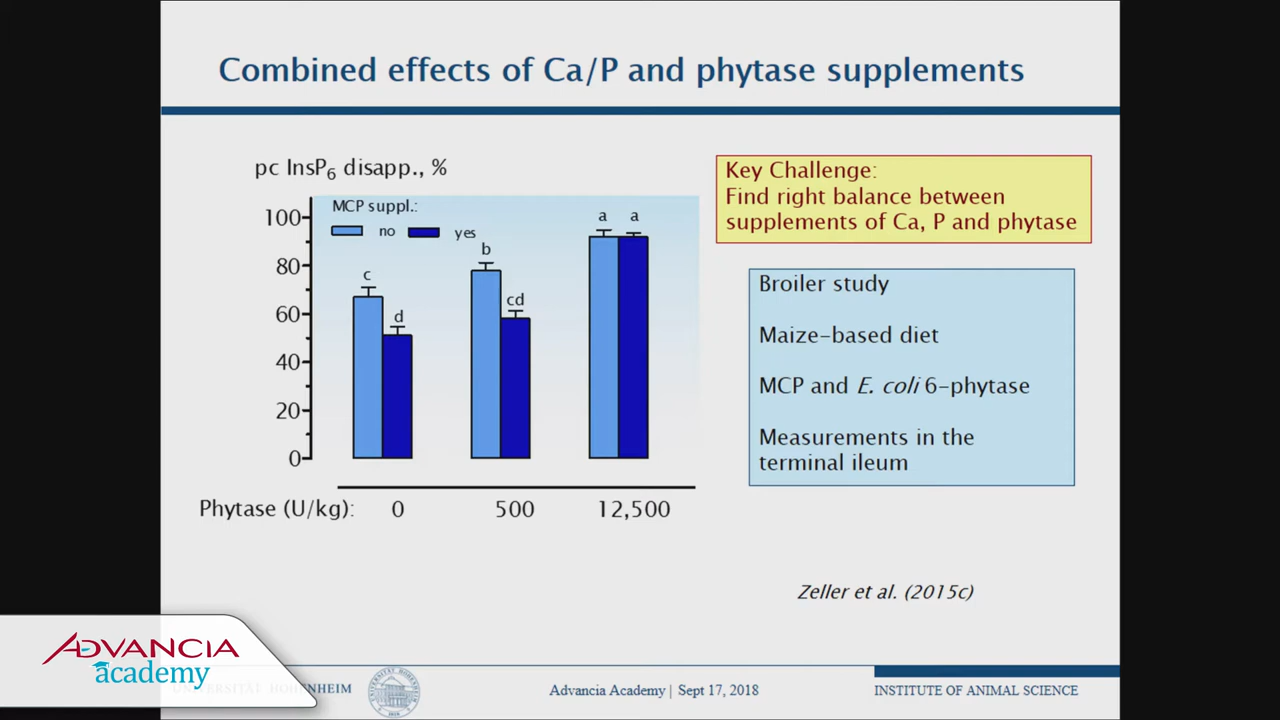 Combined effects of Ca/P and phytase supplements
pc InsP6 disapp., %
MCP suppl.:
no yes
100
80
60
40
20
0
c
d
b
cd
a
a
Phytase (U/kg): 0 500 12,500
Key Challenge:
Find right balance between
supplements of Ca, P and phytase
Broiler study
Maize-based diet
MCP and E. coli 6-phytase
Measurements in the
terminal ileum
Zeller et al. (2015c)
ADVANCIA
academy
UNIVERSITÄT HOHENHEIM
Advancia Academy | Sept 17, 2018
INSTITUTE OF ANIMAL SCIENCE